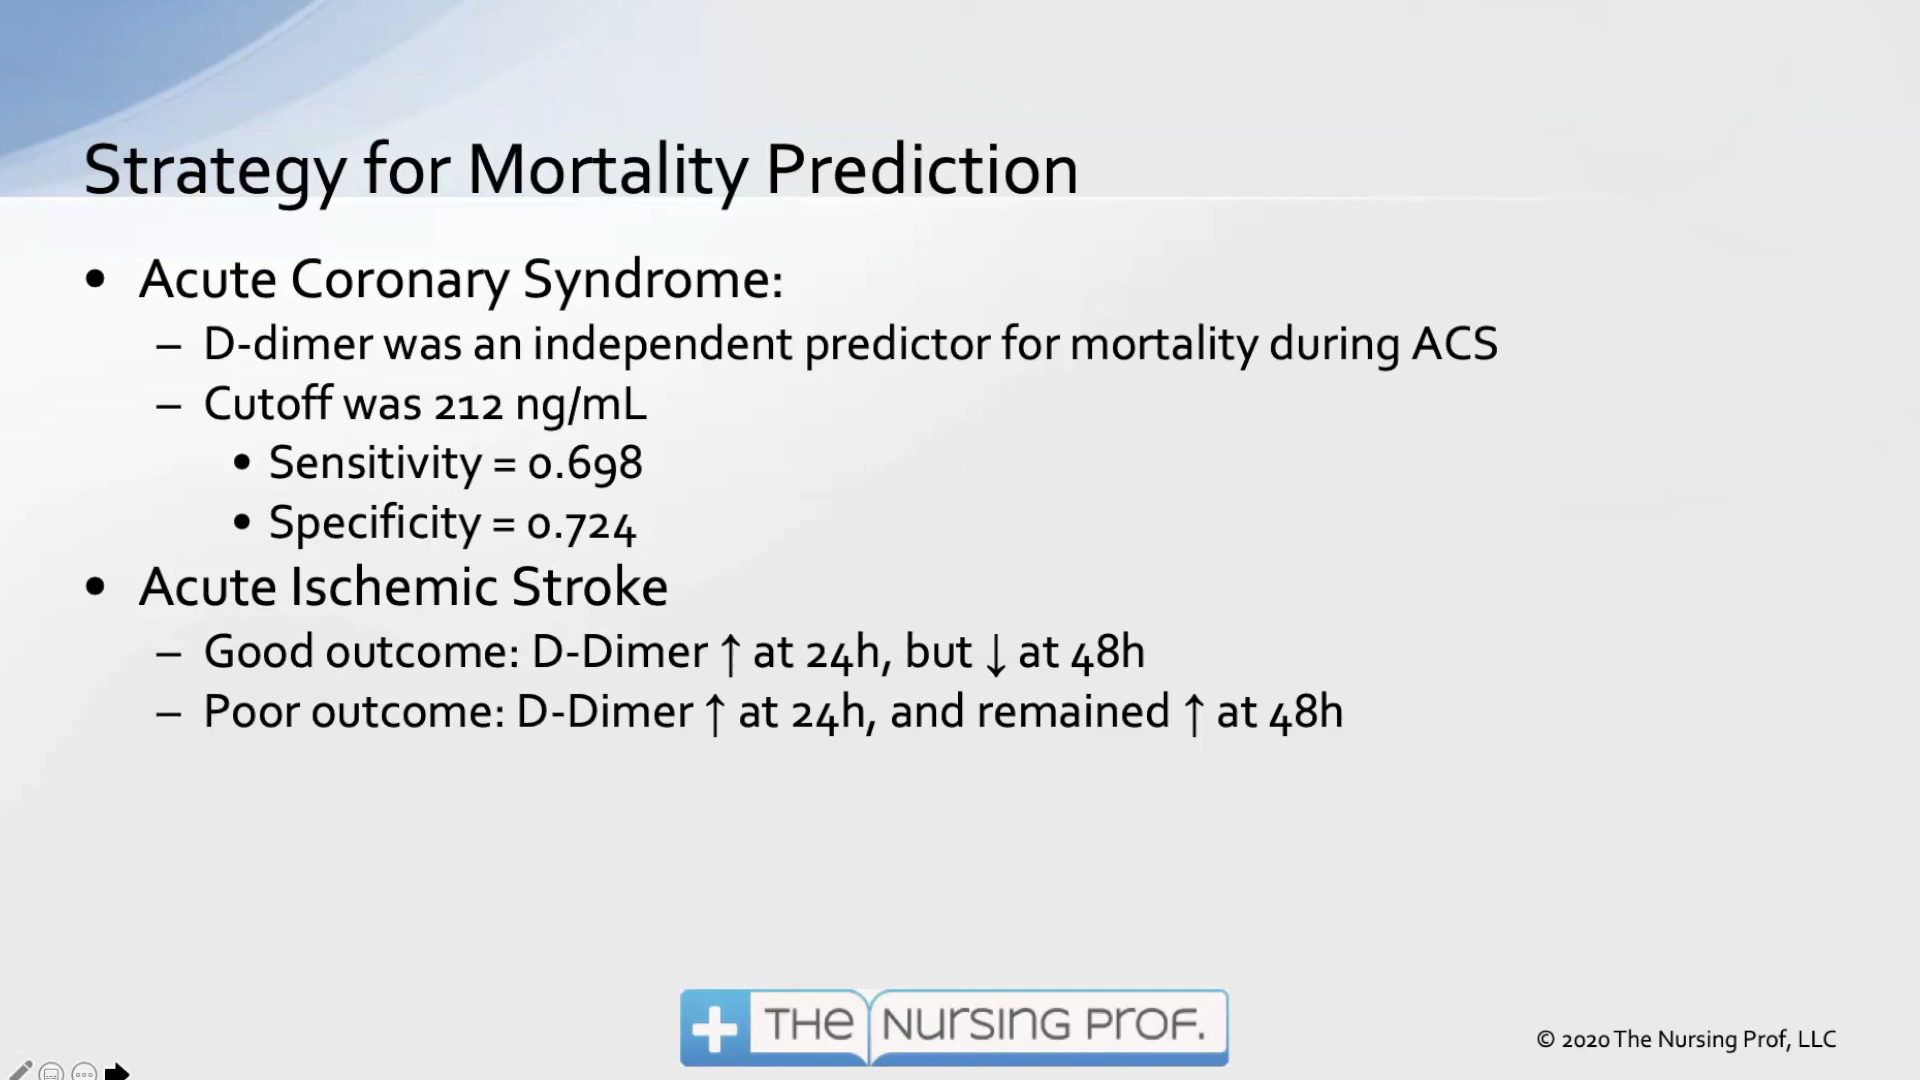 Strategy for Mortality Prediction
• Acute Coronary Syndrome:
– D-dimer was an independent predictor for mortality during ACS
– Cutoff was 212 ng/mL
• Sensitivity = 0.698
• Specificity = 0.724
• Acute Ischemic Stroke
– Good outcome: D-Dimer ↑ at 24h, but ↓ at 48h
– Poor outcome: D-Dimer ↑ at 24h, and remained ↑ at 48h
THE NURSING PROF.
© 2020 The Nursing Prof, LLC